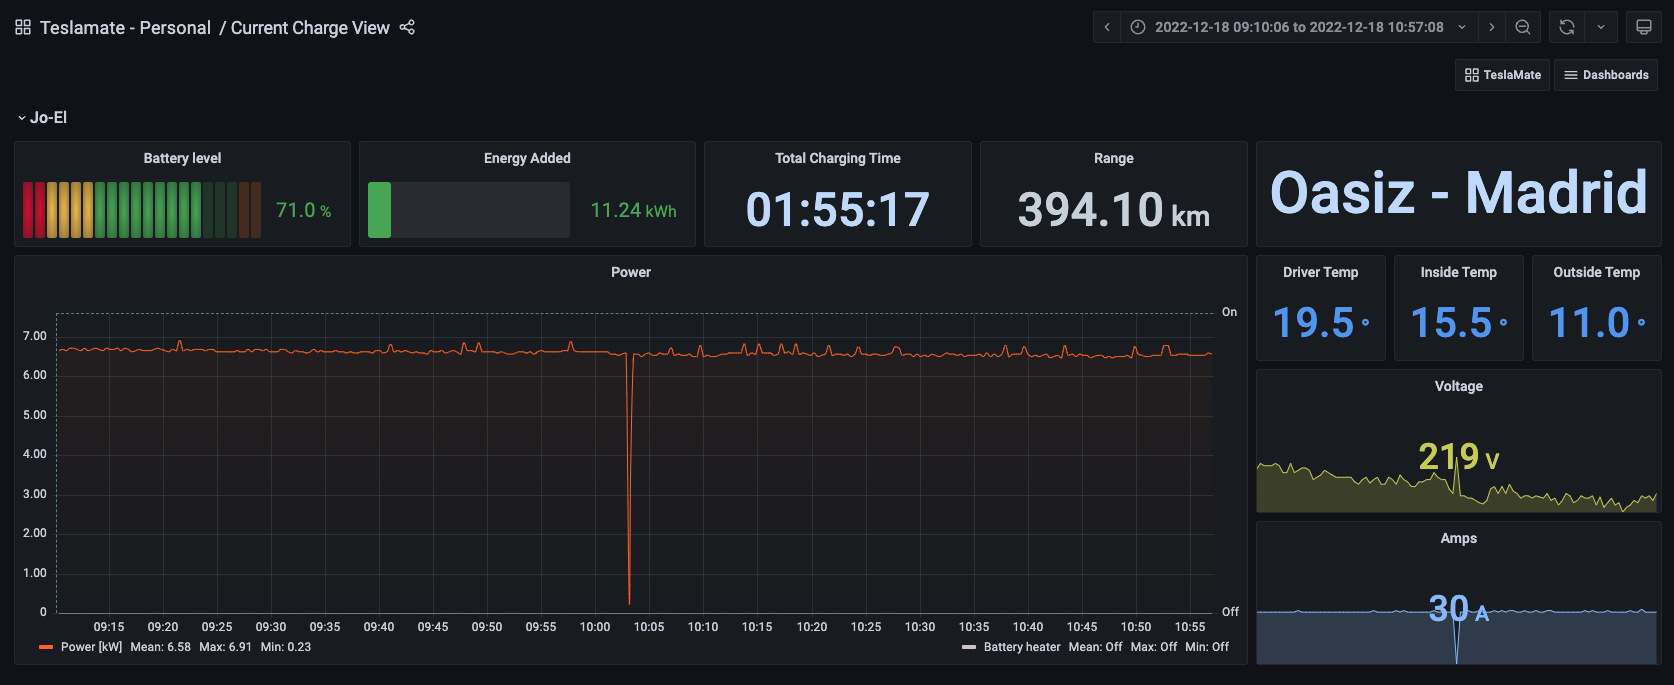 Teslamate - Personal / Current Charge View
2022-12-18 09:10:06 to 2022-12-18 10:57:08
TeslaMate
Dashboards
Jo-El
Battery level
71.0 %
Energy Added
11.24 kWh
Total Charging Time
01:55:17
Range
394.10 km
Oasiz - Madrid
Power
7.00
6.00
5.00
4.00
3.00
2.00
1.00
0
On
Off
09:15 09:20 09:25 09:30 09:35 09:40 09:45 09:50 09:55 10:00 10:05 10:10 10:15 10:20 10:25 10:30 10:35 10:40 10:45 10:50 10:55
Power [kW] Mean: 6.58 Max: 6.91 Min: 0.23
Battery heater Mean: Off Max: Off Min: Off
Driver Temp
19.5 °
Inside Temp
15.5 °
Outside Temp
11.0 °
Voltage
219 V
Amps
30 A